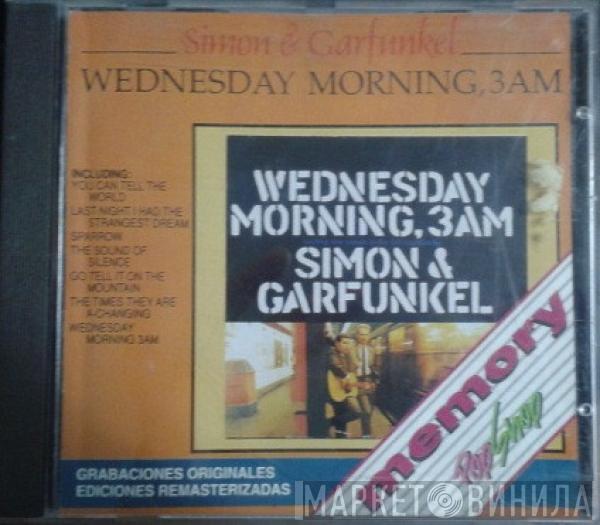 Simon & Garfunkel
WEDNESDAY MORNING, 3AM
INCLUDING:
YOU CAN TELL THE
WORLD
LAST NIGHT I HAD THE
STRANGEST DREAM
SPARROW
THE SOUND OF
SILENCE
GO TELL IT ON THE
MOUNTAIN
THE TIMES THEY ARE
A-CHANGING
WEDNESDAY
MORNING 3AM
WEDNESDAY
MORNING, 3AM
SIMON &
GARFUNKEL
memory
Pop Shop
GRABACIONES ORIGINALES
EDICIONES REMASTERIZADAS
МАРКЕТ ВИНИЛА